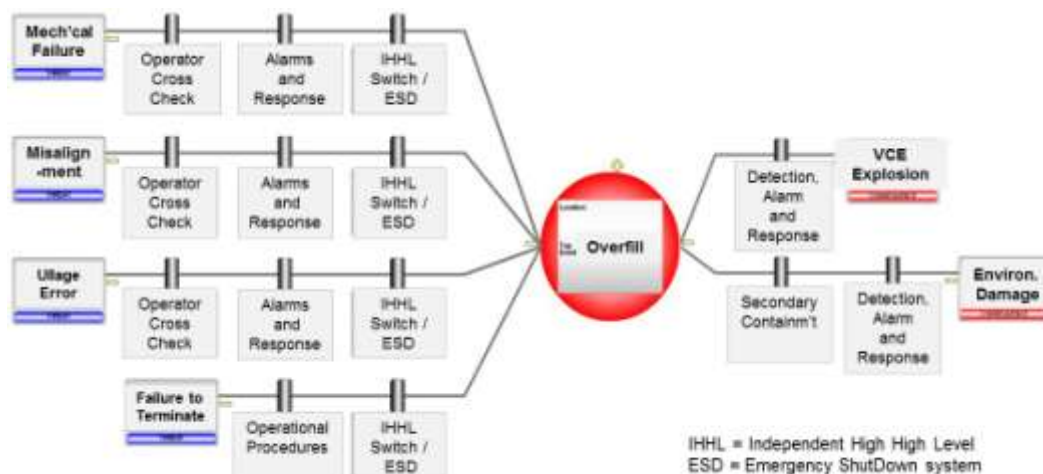 Mech'cal
Failure
Operator
Cross
Check
Alarms
and
Response
IHHL
Switch /
ESD
Misalign
-ment
Operator
Cross
Check
Alarms
and
Response
IHHL
Switch /
ESD
Ullage
Error
Operator
Cross
Check
Alarms
and
Response
IHHL
Switch /
ESD
Failure to
Terminate
Operational
Procedures
IHHL
Switch /
ESD
Overfill
VCE
Explosion
Detection,
Alarm
and
Response
Environ.
Damage
Secondary
Containm't
Detection,
Alarm
and
Response
IHHL = Independent High High Level
ESD = Emergency ShutDown system